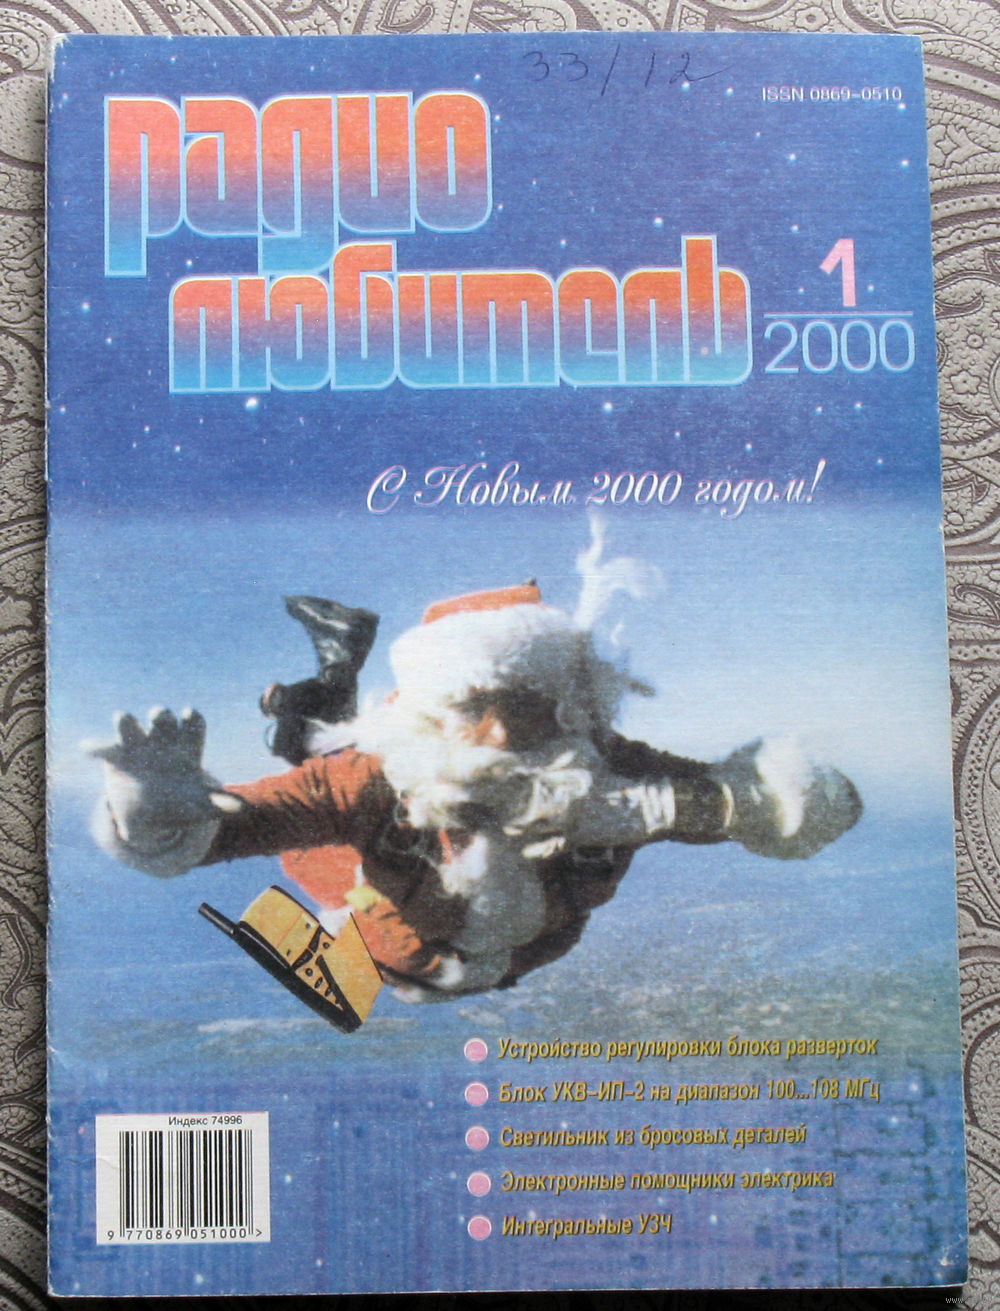 33/12
ISSN 0869-0510
радио
любитель
1
2000
С Новым 2000 годом!
Устройство регулировки блока разверток
Блок УКВ-ИП-2 на диапазон 100...108 МГц
Светильник из бросовых деталей
Электронные помощники электрика
Интегральные УЗЧ
Индекс 74996
9 770869 051000 >